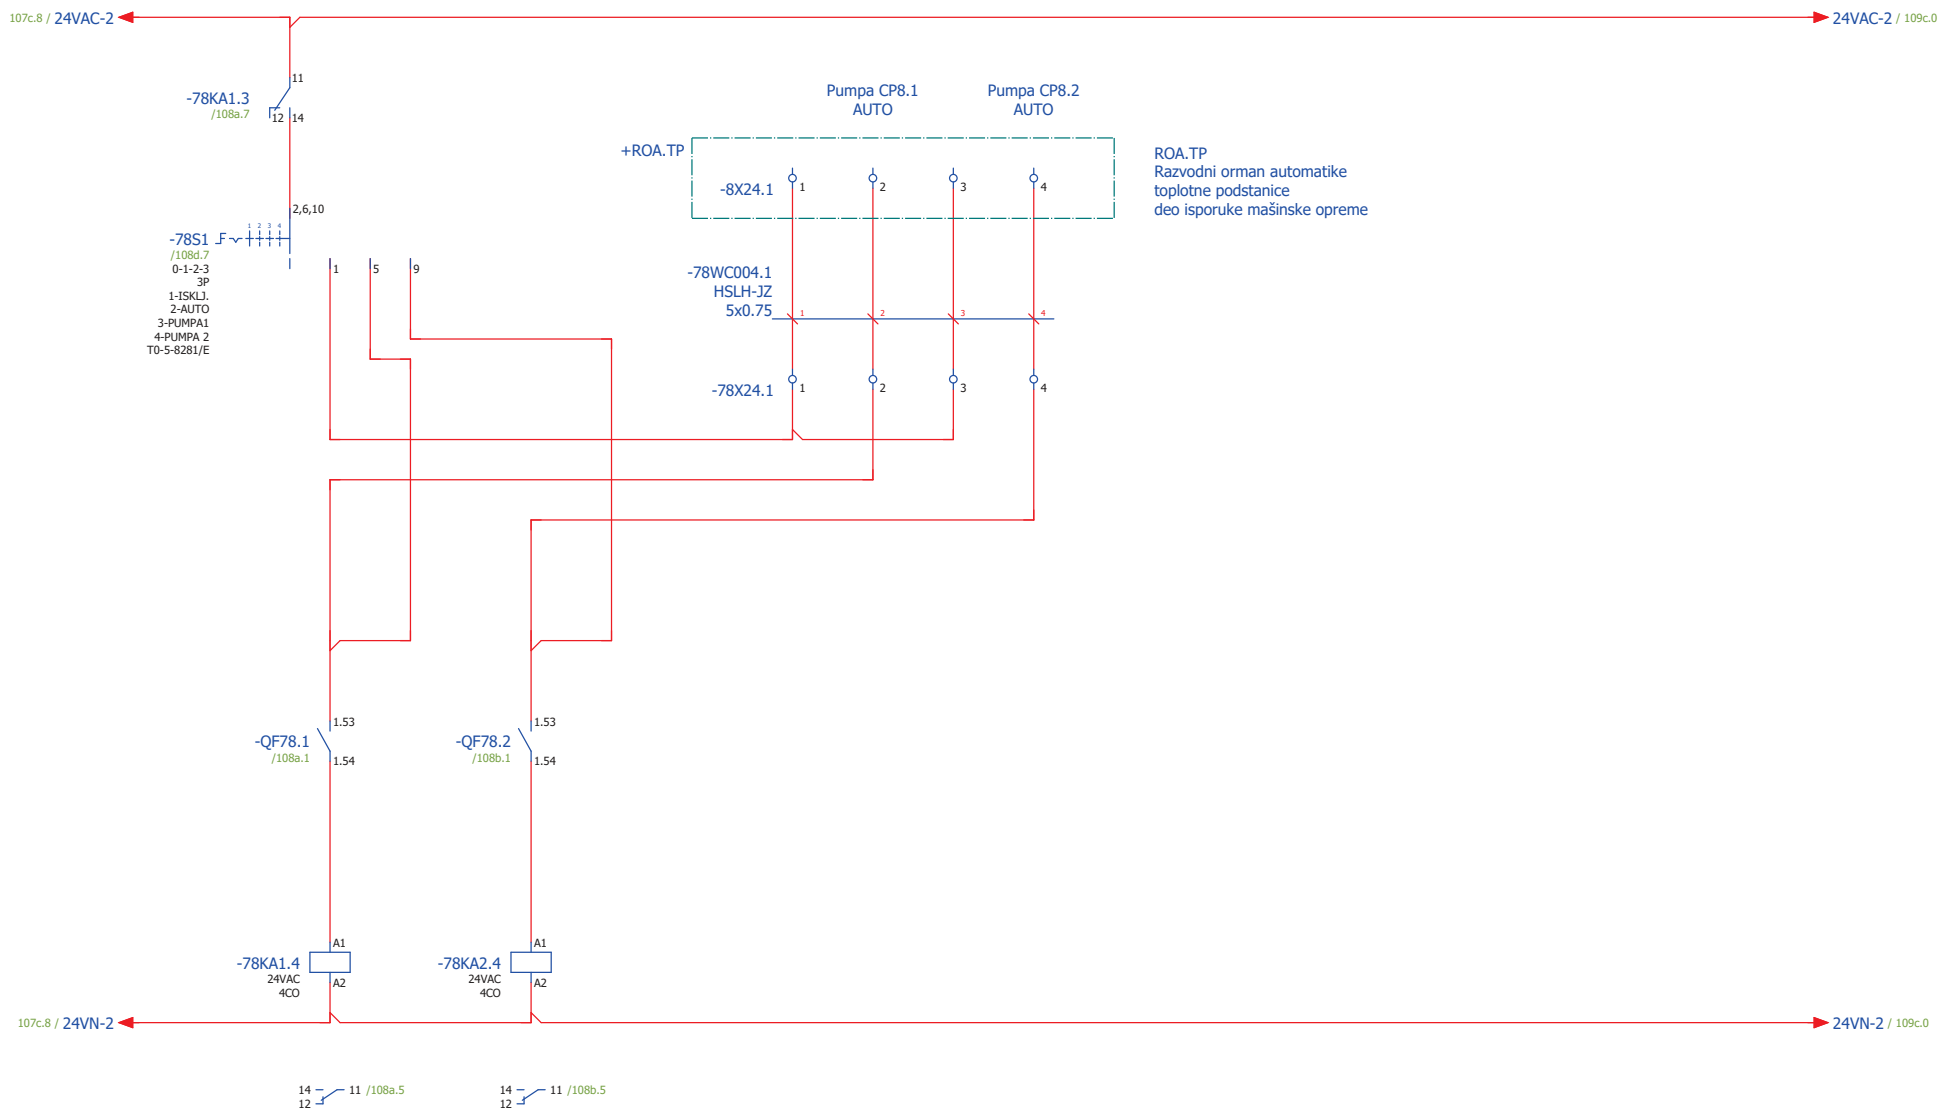 107c.8 / 24VAC-2
24VAC-2 / 109c.0
11
-78KA1.3
/108a.7
12 14
Pumpa CP8.1
AUTO
Pumpa CP8.2
AUTO
+ROA.TP
-8X24.1
1 2 3 4
ROA.TP
Razvodni orman automatike
toplotne podstanice
deo isporuke mašinske opreme
2,6,10
1 2 3 4
-78S1
/108d.7
0-1-2-3
3P
1-ISKLJ.
2-AUTO
3-PUMPA1
4-PUMPA 2
T0-5-8281/E
1 5 9
-78WC004.1
HSLH-JZ
5x0.75
1 2 3 4
-78X24.1
1 2 3 4
1.53
-QF78.1
/108a.1
1.54
1.53
-QF78.2
/108b.1
1.54
A1
-78KA1.4
24VAC
4CO
A2
A1
-78KA2.4
24VAC
4CO
A2
107c.8 / 24VN-2
24VN-2 / 109c.0
14 11 /108a.5
12
14 11 /108b.5
12